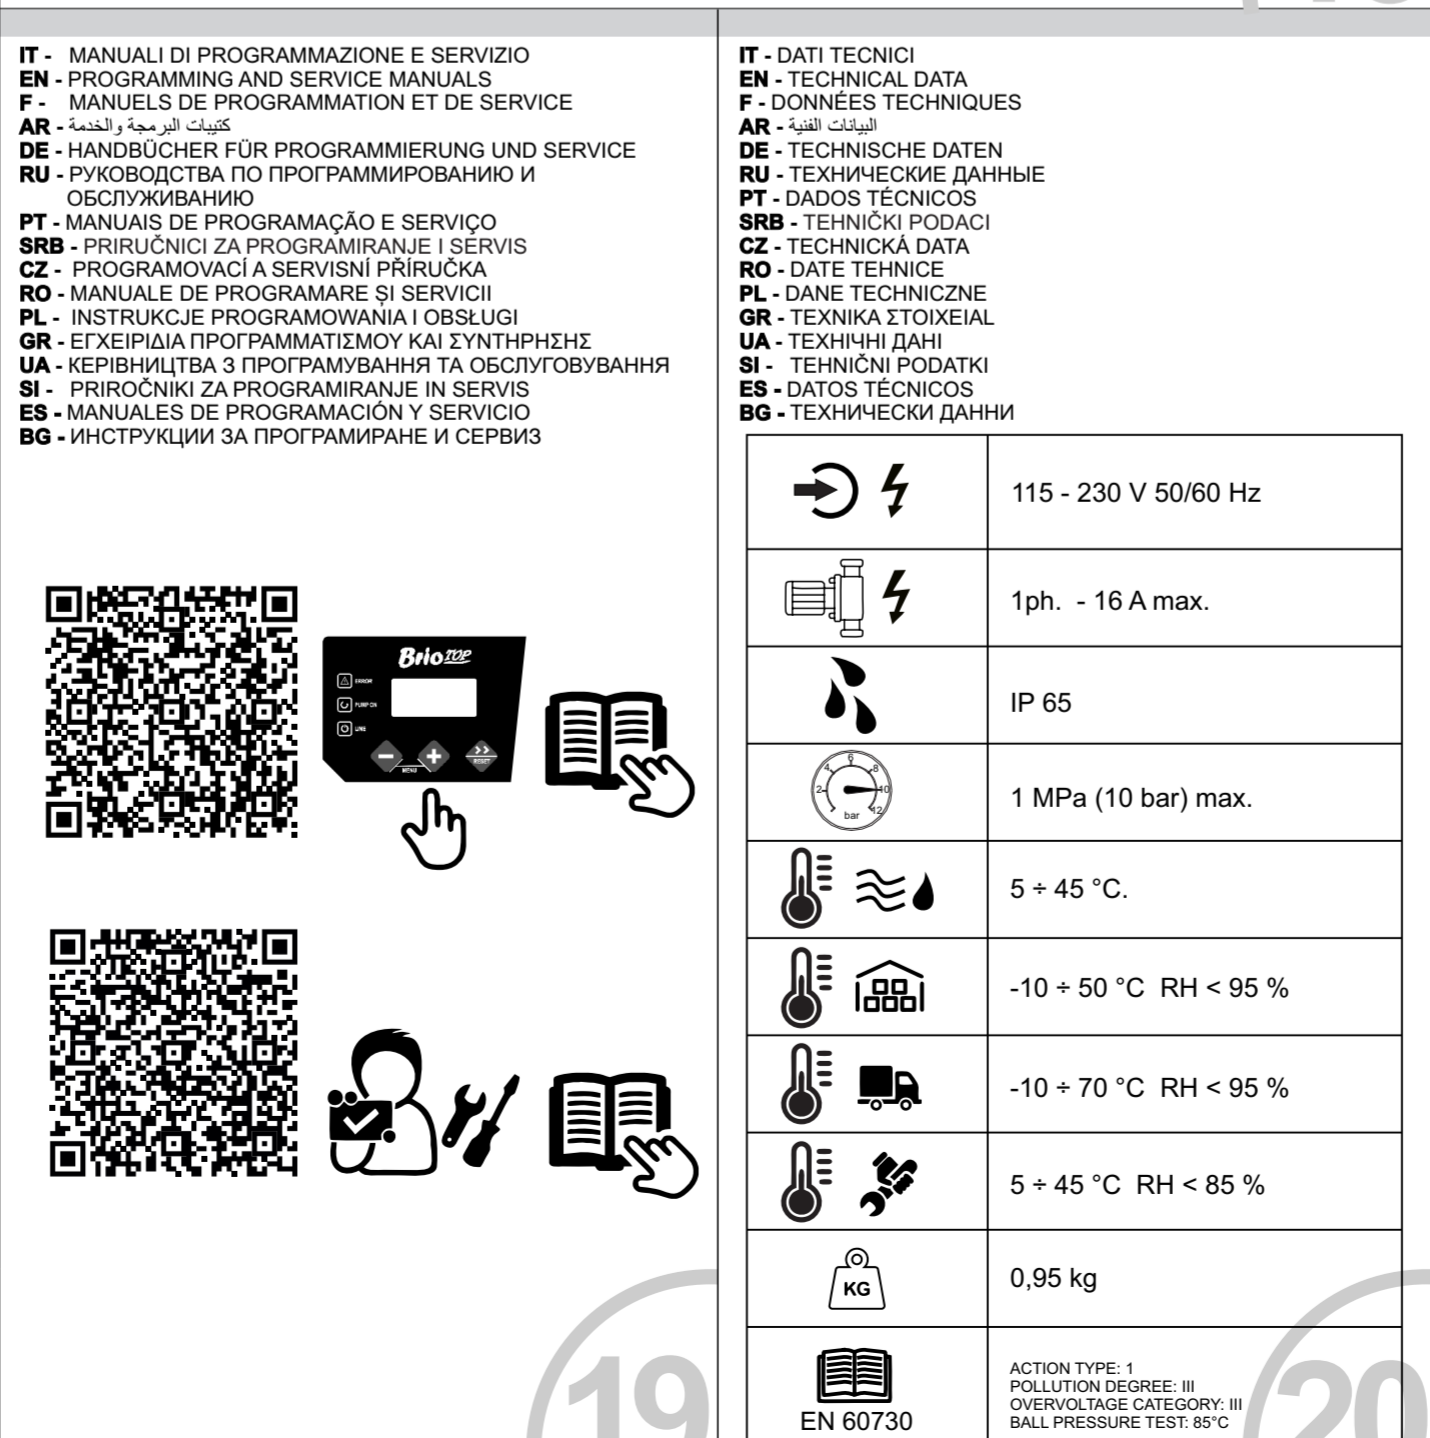 IT - MANUALI DI PROGRAMMAZIONE E SERVIZIO
EN - PROGRAMMING AND SERVICE MANUALS
F - MANUELS DE PROGRAMMATION ET DE SERVICE
AR - كتيبات البرمجة والخدمة
DE - HANDBÜCHER FÜR PROGRAMMIERUNG UND SERVICE
RU - РУКОВОДСТВА ПО ПРОГРАММИРОВАНИЮ И
ОБСЛУЖИВАНИЮ
PT - MANUAIS DE PROGRAMAÇÃO E SERVIÇO
SRB - PRIRUČNICI ZA PROGRAMIRANJE I SERVIS
CZ - PROGRAMOVACÍ A SERVISNÍ PŘÍRUČKA
RO - MANUALE DE PROGRAMARE ȘI SERVICII
PL - INSTRUKCJE PROGRAMOWANIA I OBSŁUGI
GR - ΕΓΧΕΙΡΙΔΙΑ ΠΡΟΓΡΑΜΜΑΤΙΣΜΟΥ ΚΑΙ ΣΥΝΤΗΡΗΣΗΣ
UA - КЕРІВНИЦТВА З ПРОГРАМУВАННЯ ТА ОБСЛУГОВУВАННЯ
SI - PRIROČNIKI ZA PROGRAMIRANJE IN SERVIS
ES - MANUALES DE PROGRAMACIÓN Y SERVICIO
BG - ИНСТРУКЦИИ ЗА ПРОГРАМИРАНЕ И СЕРВИЗ
Brio TOP
ERROR
PUMP ON
LINE
- + >>
MENU
RESET
19
IT - DATI TECNICI
EN - TECHNICAL DATA
F - DONNÉES TECHNIQUES
AR - البيانات الفنية
DE - TECHNISCHE DATEN
RU - ТЕХНИЧЕСКИЕ ДАННЫЕ
PT - DADOS TÉCNICOS
SRB - TEHNIČKI PODACI
CZ - TECHNICKÁ DATA
RO - DATE TEHNICE
PL - DANE TECHNICZNE
GR - ΤΕΧΝΙΚΑ ΣΤΟΙΧΕΙΑL
UA - ТЕХНІЧНІ ДАНІ
SI - TEHNIČNI PODATKI
ES - DATOS TÉCNICOS
BG - ТЕХНИЧЕСКИ ДАННИ
115 - 230 V 50/60 Hz
1ph. - 16 A max.
IP 65
2 4 6 8 10 12
bar
1 MPa (10 bar) max.
5 ÷ 45 °C.
-10 ÷ 50 °C RH < 95 %
-10 ÷ 70 °C RH < 95 %
5 ÷ 45 °C RH < 85 %
KG
0,95 kg
EN 60730
ACTION TYPE: 1
POLLUTION DEGREE: III
OVERVOLTAGE CATEGORY: III
BALL PRESSURE TEST: 85°C
20